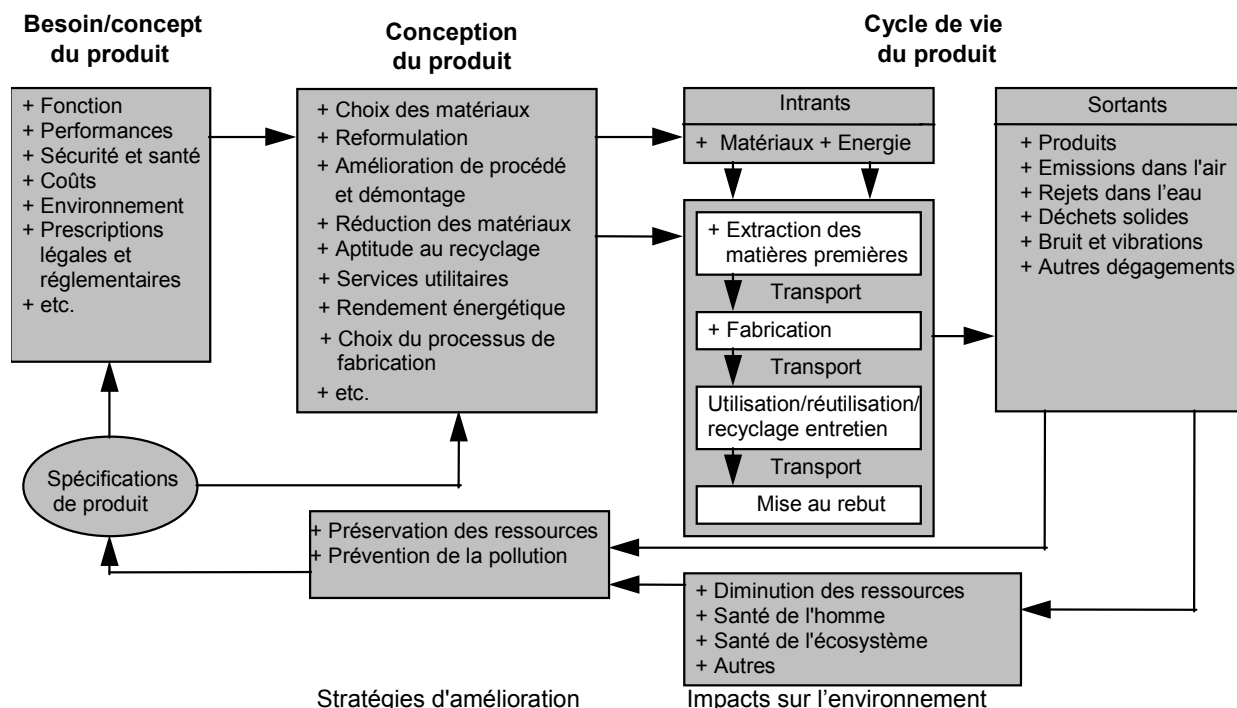 Besoin/concept
du produit
Conception
du produit
Cycle de vie
du produit
+ Fonction
+ Performances
+ Sécurité et santé
+ Coûts
+ Environnement
+ Prescriptions
légales et
réglementaires
+ etc.
+ Choix des matériaux
+ Reformulation
+ Amélioration de procédé
et démontage
+ Réduction des matériaux
+ Aptitude au recyclage
+ Services utilitaires
+ Rendement énergétique
+ Choix du processus de
fabrication
+ etc.
Intrants
+ Matériaux + Energie
+ Extraction des
matières premières
Transport
+ Fabrication
Transport
Utilisation/réutilisation/
recyclage entretien
Transport
Mise au rebut
Sortants
+ Produits
+ Emissions dans l'air
+ Rejets dans l’eau
+ Déchets solides
+ Bruit et vibrations
+ Autres dégagements
Spécifications
de produit
+ Préservation des ressources
+ Prévention de la pollution
+ Diminution des ressources
+ Santé de l'homme
+ Santé de l'écosystème
+ Autres
Stratégies d'amélioration
Impacts sur l’environnement